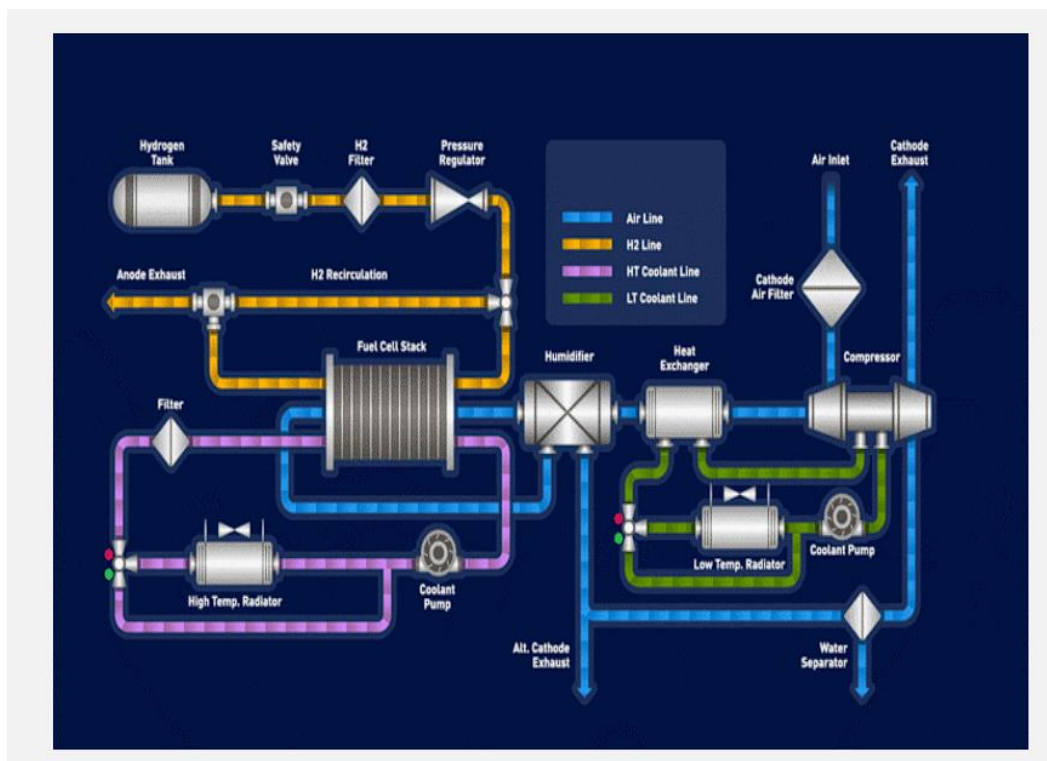 Hydrogen
Tank
Safety
Valve
H2
Filter
Pressure
Regulator
Air Inlet
Cathode
Exhaust
Air Line
H2 Line
HT Coolant Line
LT Coolant Line
Anode Exhaust
H2 Recirculation
Cathode
Air Filter
Fuel Cell Stack
Humidifier
Heat
Exchanger
Compressor
Filter
High Temp. Radiator
Coolant
Pump
Low Temp. Radiator
Coolant Pump
Alt. Cathode
Exhaust
Water
Separator